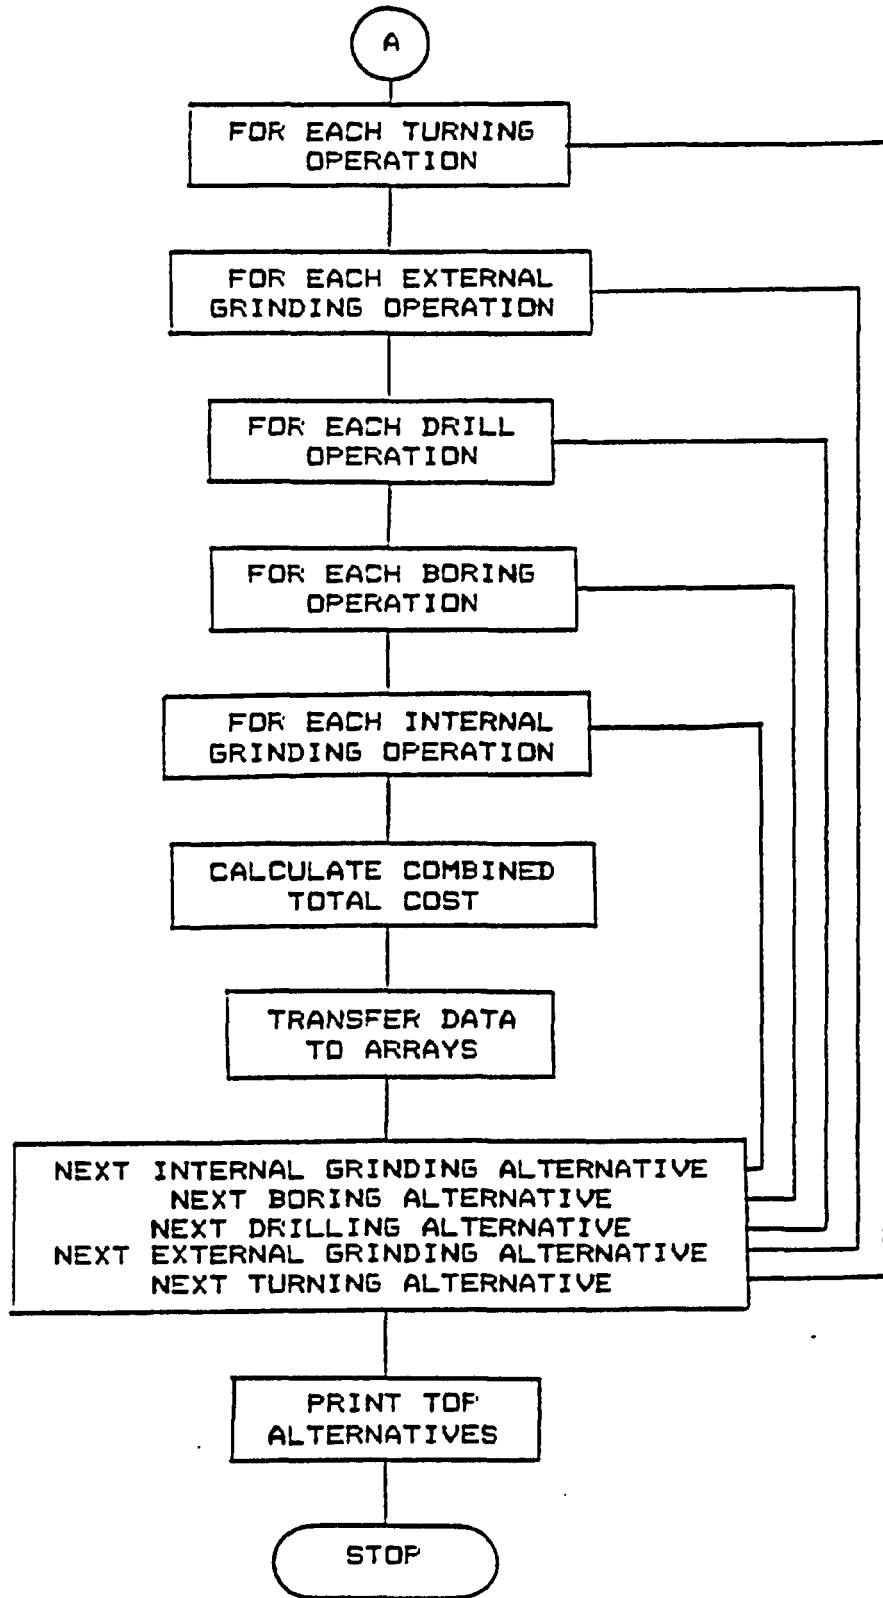 A
FOR EACH TURNING
OPERATION
FOR EACH EXTERNAL
GRINDING OPERATION
FOR EACH DRILL
OPERATION
FOR EACH BORING
OPERATION
FOR EACH INTERNAL
GRINDING OPERATION
CALCULATE COMBINED
TOTAL COST
TRANSFER DATA
TO ARRAYS
NEXT INTERNAL GRINDING ALTERNATIVE
NEXT BORING ALTERNATIVE
NEXT DRILLING ALTERNATIVE
NEXT EXTERNAL GRINDING ALTERNATIVE
NEXT TURNING ALTERNATIVE
PRINT TOP
ALTERNATIVES
STOP